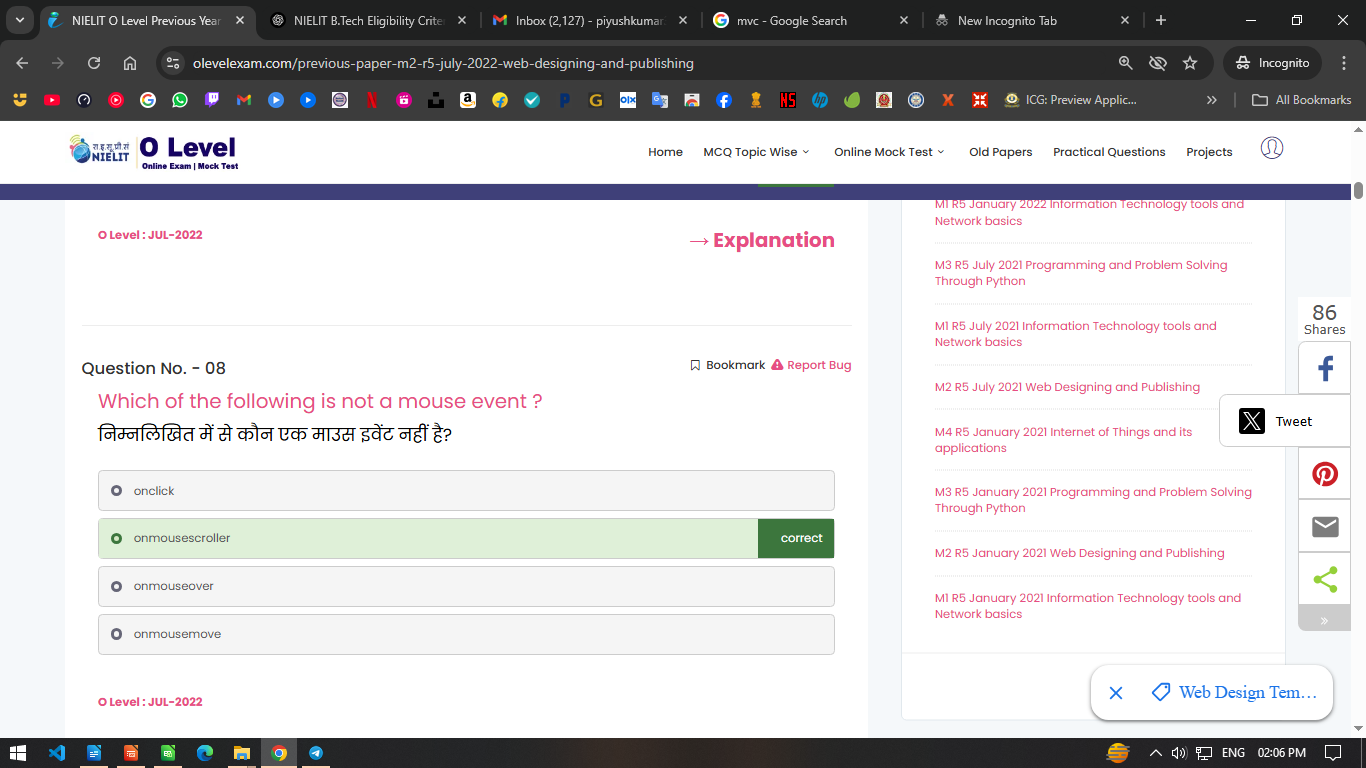 NIELIT O Level Previous Year
NIELIT B.Tech Eligibility Crite
Inbox (2,127) - piyushkumar
mvc - Google Search
New Incognito Tab
olevelexam.com/previous-paper-m2-r5-july-2022-web-designing-and-publishing
Incognito
ICG: Preview Applic...
All Bookmarks
NIELIT
O Level
Online Exam | Mock Test
Home
MCQ Topic Wise
Online Mock Test
Old Papers
Practical Questions
Projects
O Level : JUL-2022
→ Explanation
Question No. - 08
Bookmark
Report Bug
Which of the following is not a mouse event ?
निम्नलिखित में से कौन एक माउस इवेंट नहीं है?
onclick
onmousescroller
correct
onmouseover
onmousemove
O Level : JUL-2022
M1 R5 January 2022 Information Technology tools and
Network basics
M3 R5 July 2021 Programming and Problem Solving
Through Python
M1 R5 July 2021 Information Technology tools and
Network basics
M2 R5 July 2021 Web Designing and Publishing
M4 R5 January 2021 Internet of Things and its
applications
M3 R5 January 2021 Programming and Problem Solving
Through Python
M2 R5 January 2021 Web Designing and Publishing
M1 R5 January 2021 Information Technology tools and
Network basics
86
Shares
Tweet
Web Design Tem...
ENG
02:06 PM